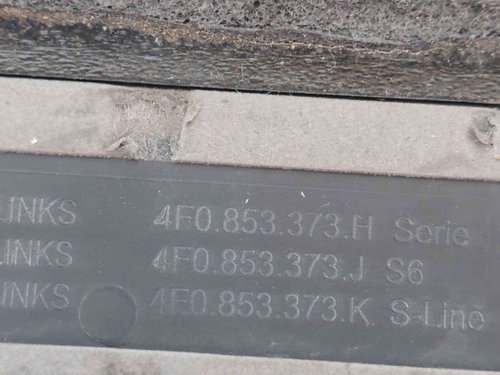 LINKS 4F0.853.373.H Serie
LINKS 4F0.853.373.J S6
LINKS 4F0.853.373.K S-Line